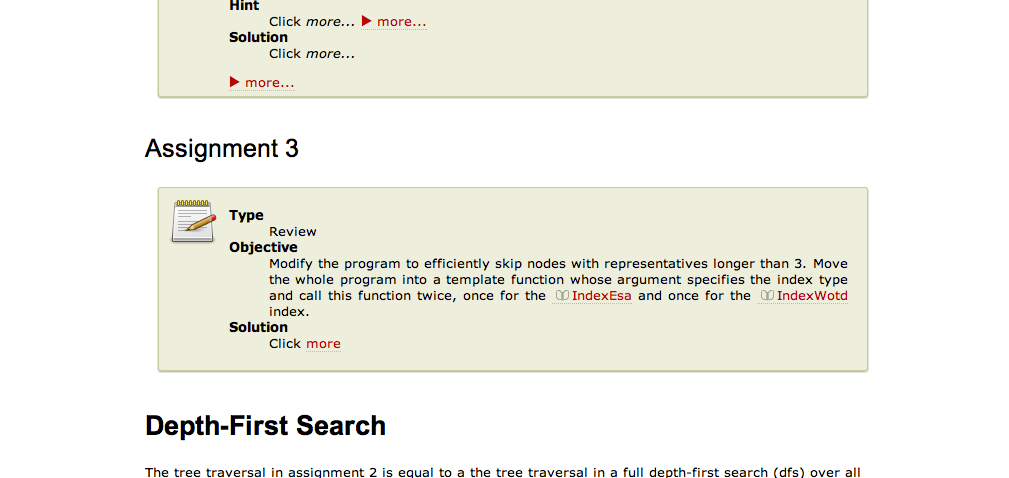 Hint
Click more... ▶ more...
Solution
Click more...
▶ more...
Assignment 3
Type
Review
Objective
Modify the program to efficiently skip nodes with representatives longer than 3. Move
the whole program into a template function whose argument specifies the index type
and call this function twice, once for the IndexEsa and once for the IndexWotd
index.
Solution
Click more
Depth-First Search
The tree traversal in assignment 2 is equal to a the tree traversal in a full depth-first search (dfs) over all